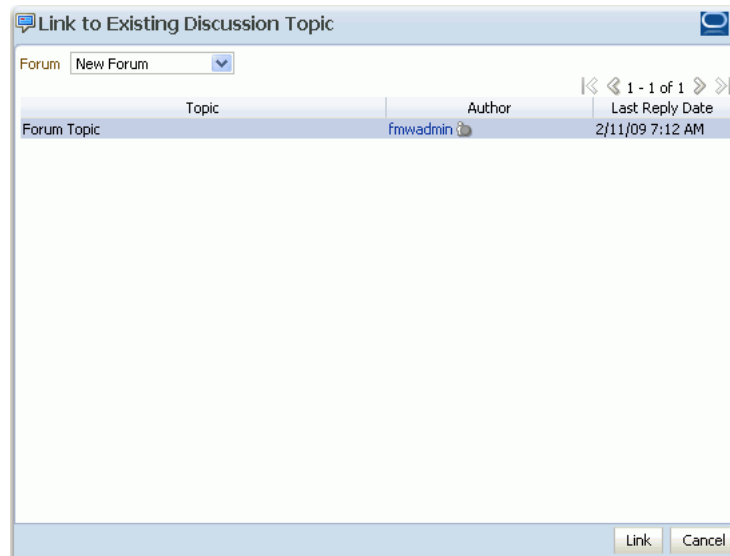 Link to Existing Discussion Topic
Forum New Forum
1 - 1 of 1
Topic Author Last Reply Date
Forum Topic fmwadmin 2/11/09 7:12 AM
Link Cancel